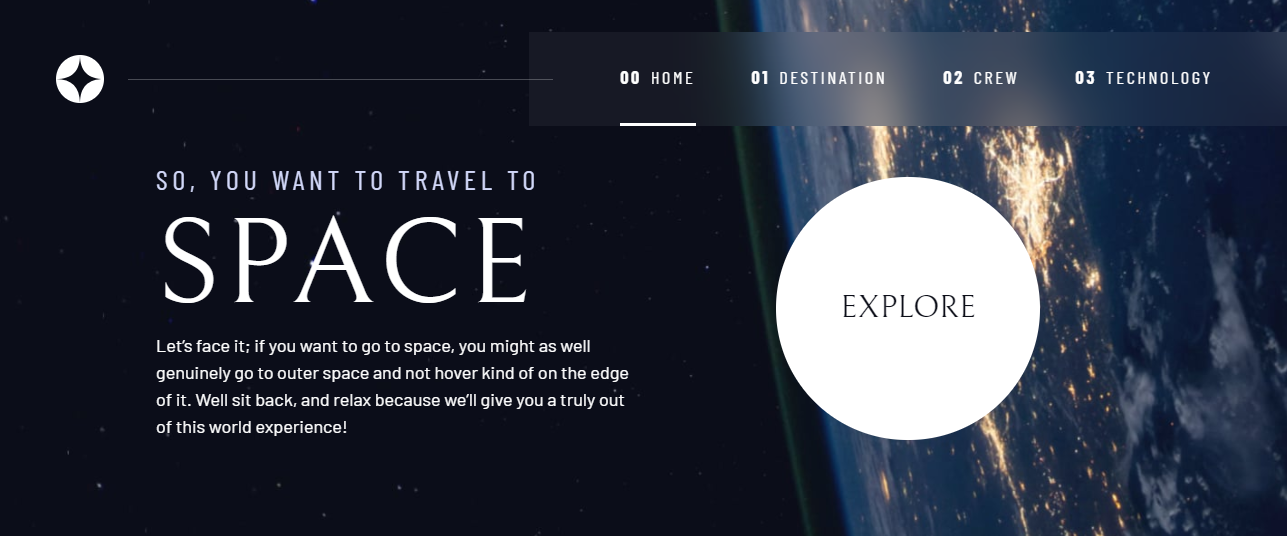 00 HOME 01 DESTINATION 02 CREW 03 TECHNOLOGY
SO, YOU WANT TO TRAVEL TO
SPACE
Let’s face it; if you want to go to space, you might as well
genuinely go to outer space and not hover kind of on the edge
of it. Well sit back, and relax because we’ll give you a truly out
of this world experience!
EXPLORE